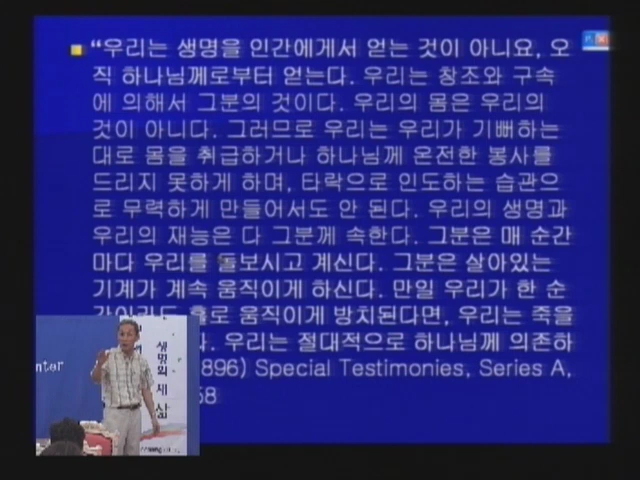 “우리는 생명을 인간에게서 얻는 것이 아니요, 오
직 하나님께로부터 얻는다. 우리는 창조와 구속
에 의해서 그분의 것이다. 우리의 몸은 우리의
것이 아니다. 그러므로 우리는 우리가 기뻐하는
대로 몸을 취급하거나 하나님께 온전한 봉사를
드리지 못하게 하며, 타락으로 인도하는 습관으
로 무력하게 만들어서도 안 된다. 우리의 생명과
우리의 재능은 다 그분께 속한다. 그분은 매 순간
마다 우리를 돌보시고 계신다. 그분은 살아있는
기계가 계속 움직이게 하신다. 만일 우리가 한 순
홀로 움직이게 방치된다면, 우리는 죽을
우리는 절대적으로 하나님께 의존하
896) Special Testimonies, Series A,
58
nter
생명의 새 삶